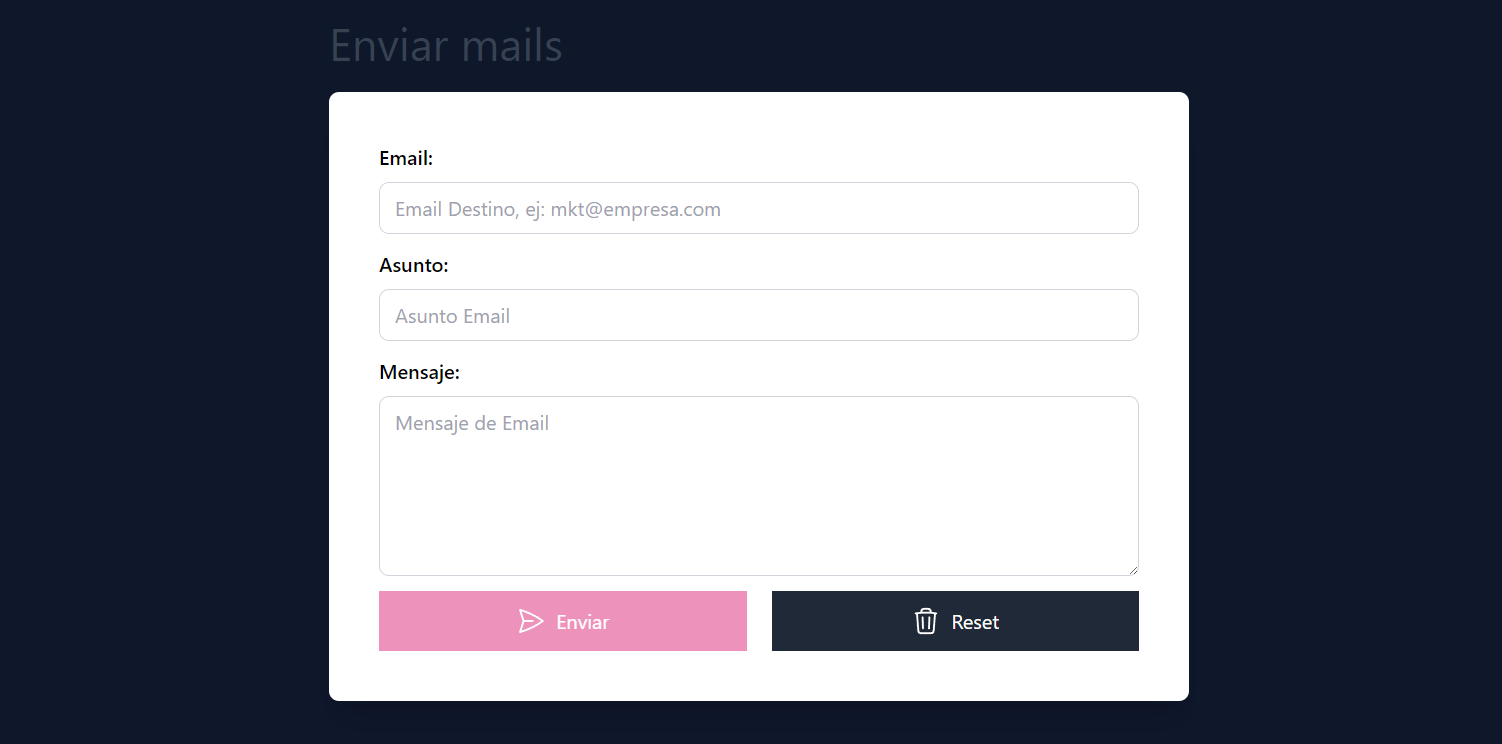 Enviar mails
Email:
Email Destino, ej: mkt@empresa.com
Asunto:
Asunto Email
Mensaje:
Mensaje de Email
Enviar
Reset